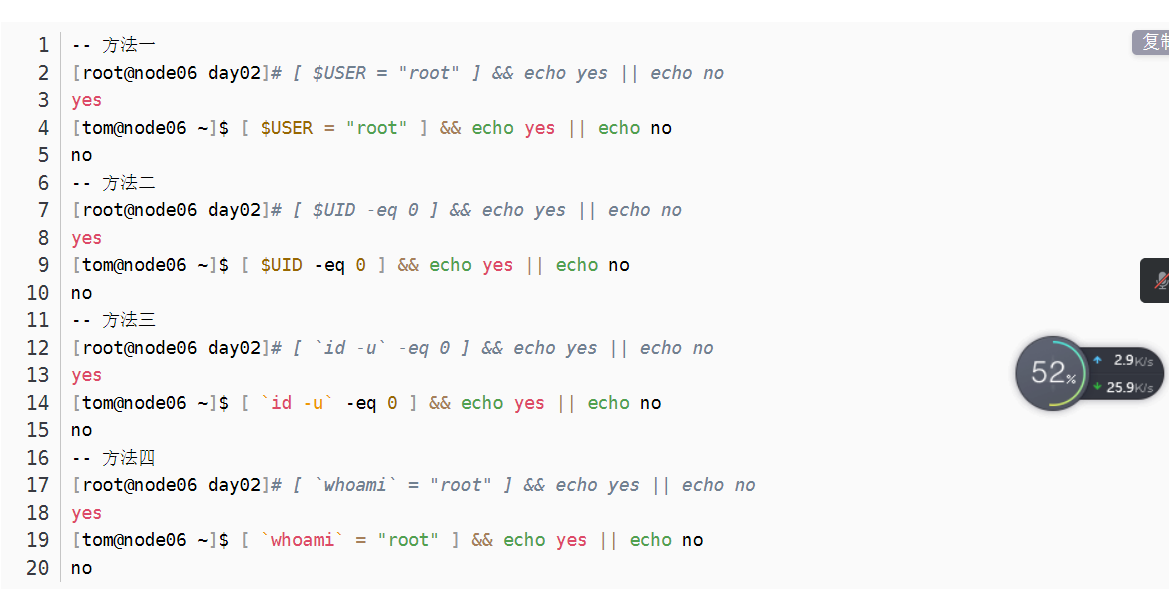 复制
1 -- 方法一
2 [root@node06 day02]# [ $USER = "root" ] && echo yes || echo no
3 yes
4 [tom@node06 ~]$ [ $USER = "root" ] && echo yes || echo no
5 no
6 -- 方法二
7 [root@node06 day02]# [ $UID -eq 0 ] && echo yes || echo no
8 yes
9 [tom@node06 ~]$ [ $UID -eq 0 ] && echo yes || echo no
10 no
11 -- 方法三
12 [root@node06 day02]# [ `id -u` -eq 0 ] && echo yes || echo no
13 yes
14 [tom@node06 ~]$ [ `id -u` -eq 0 ] && echo yes || echo no
15 no
16 -- 方法四
17 [root@node06 day02]# [ `whoami` = "root" ] && echo yes || echo no
18 yes
19 [tom@node06 ~]$ [ `whoami` = "root" ] && echo yes || echo no
20 no
52%
2.9K/s
25.9K/s